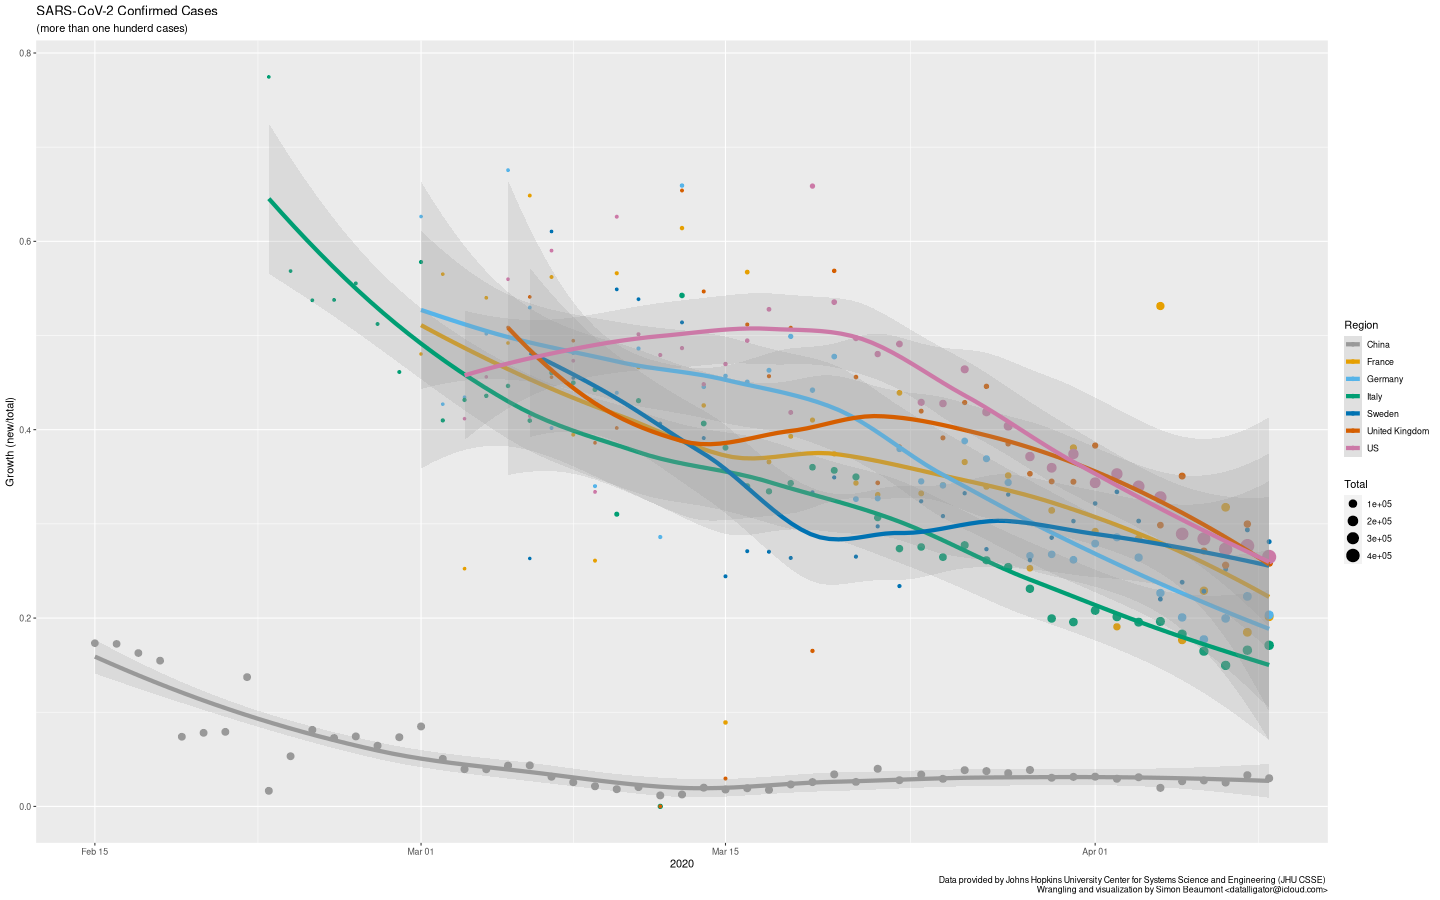 SARS-CoV-2 Confirmed Cases
(more than one hunderd cases)
Growth (new/total)
0.8
0.6
0.4
0.2
0.0
Feb 15
Mar 01
Mar 15
Apr 01
2020
Region
China
France
Germany
Italy
Sweden
United Kingdom
US
Total
1e+05
2e+05
3e+05
4e+05
Data provided by Johns Hopkins University Center for Systems Science and Engineering (JHU CSSE)
Wrangling and visualization by Simon Beaumont <datalligator@icloud.com>